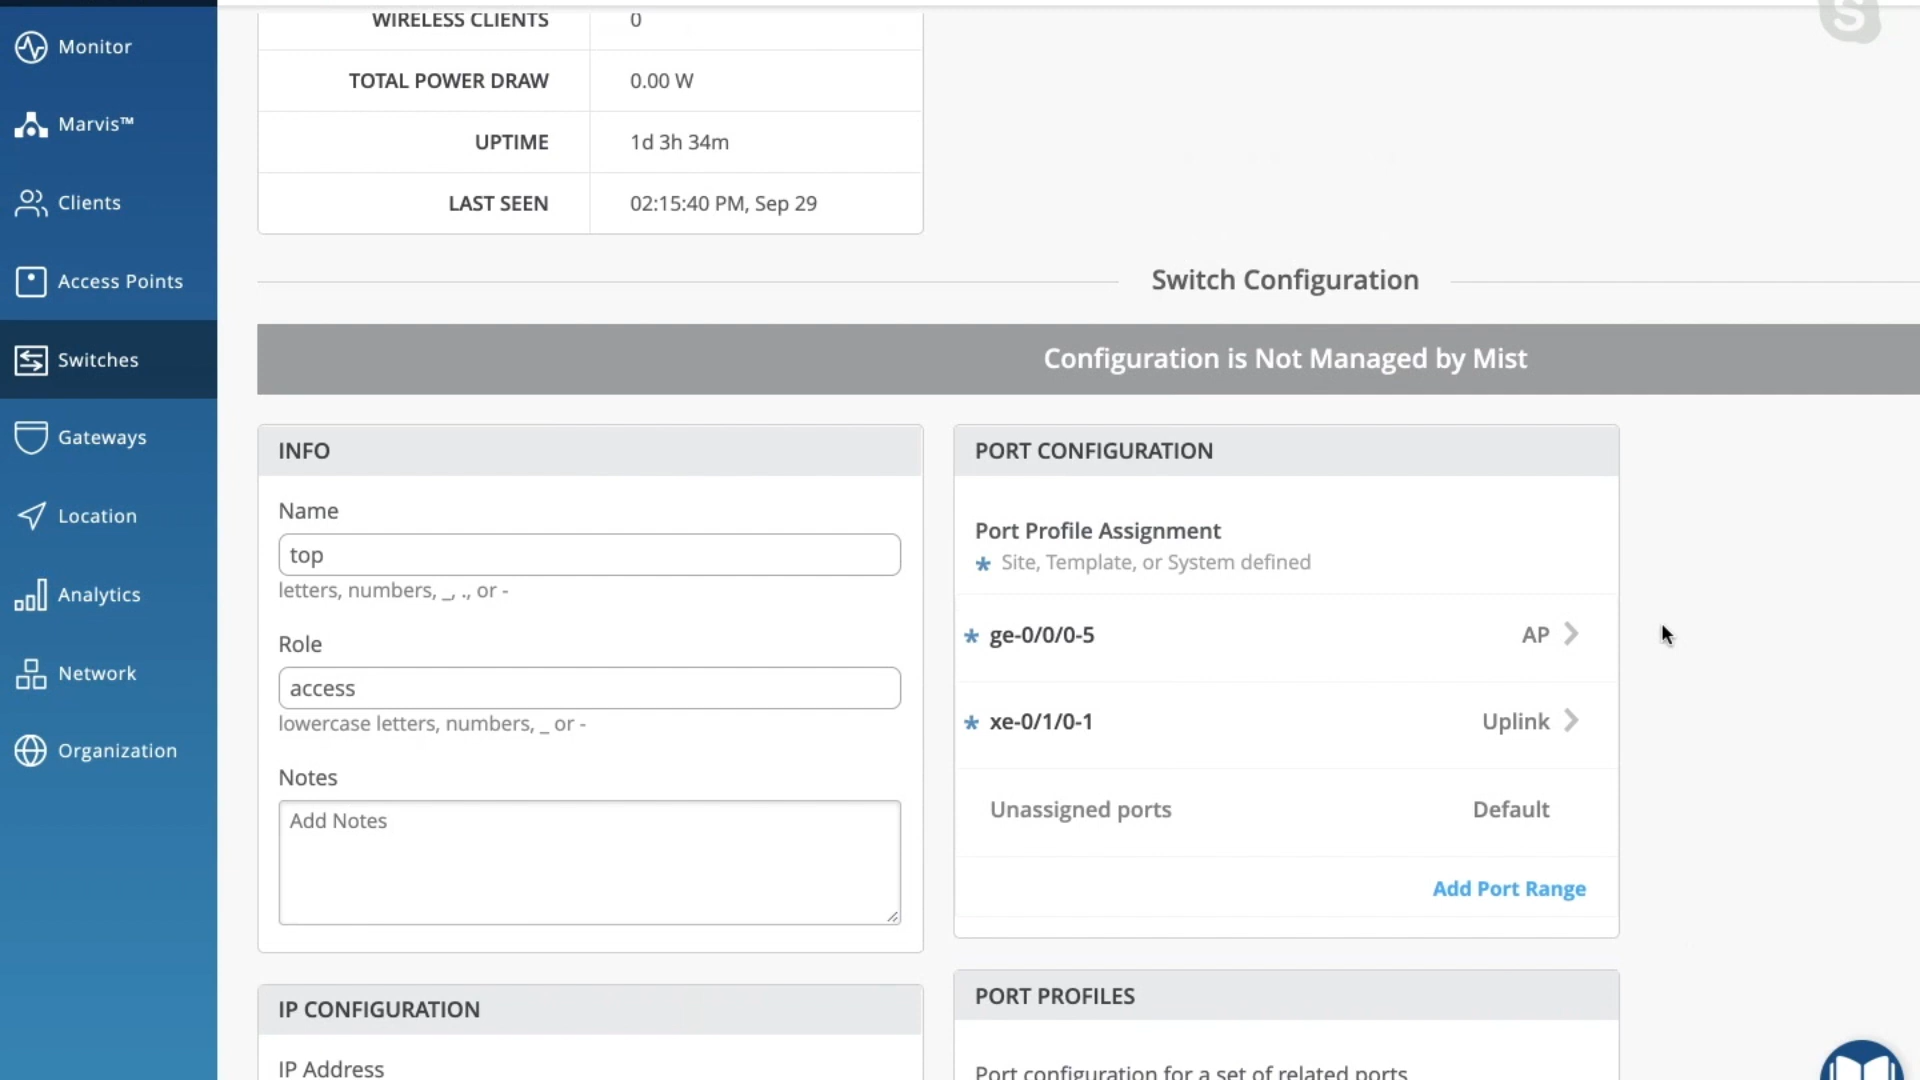 Monitor
Marvis™
Clients
Access Points
Switches
Gateways
Location
Analytics
Network
Organization
WIRELESS CLIENTS 0
TOTAL POWER DRAW 0.00 W
UPTIME 1d 3h 34m
LAST SEEN 02:15:40 PM, Sep 29
Switch Configuration
Configuration is Not Managed by Mist
INFO
Name
top
letters, numbers, _, ., or -
Role
access
lowercase letters, numbers, _ or -
Notes
Add Notes
IP CONFIGURATION
IP Address
PORT CONFIGURATION
Port Profile Assignment
* Site, Template, or System defined
* ge-0/0/0-5 AP
* xe-0/1/0-1 Uplink
Unassigned ports Default
Add Port Range
PORT PROFILES
Port configuration for a set of related ports
S